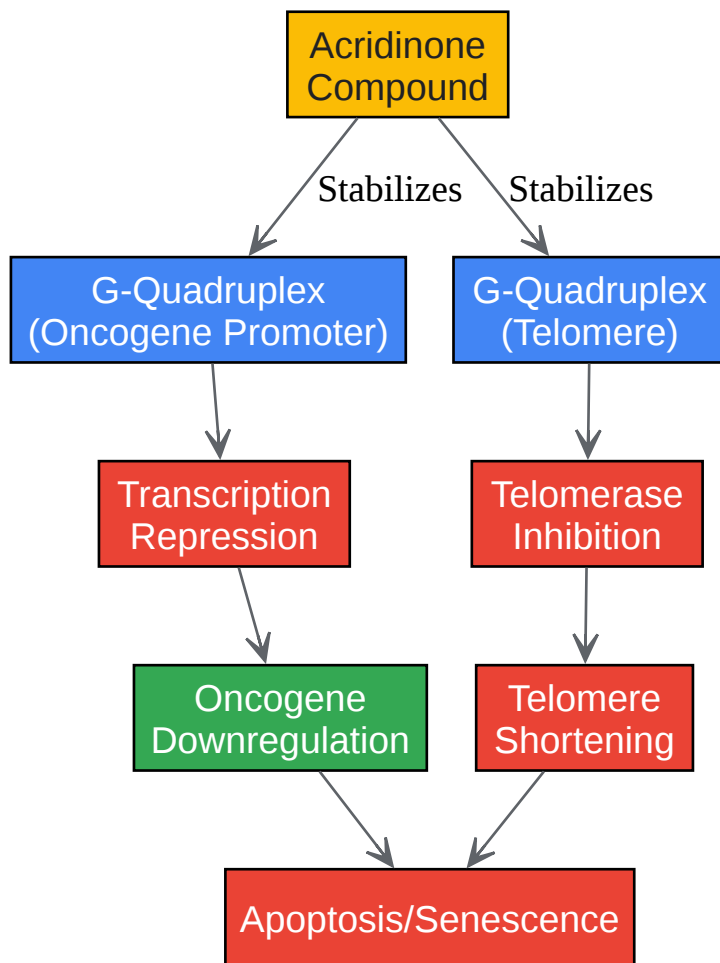 Acridinone
Compound
Stabilizes
Stabilizes
G-Quadruplex
(Oncogene Promoter)
G-Quadruplex
(Telomere)
Transcription
Repression
Telomerase
Inhibition
Oncogene
Downregulation
Telomere
Shortening
Apoptosis/Senescence